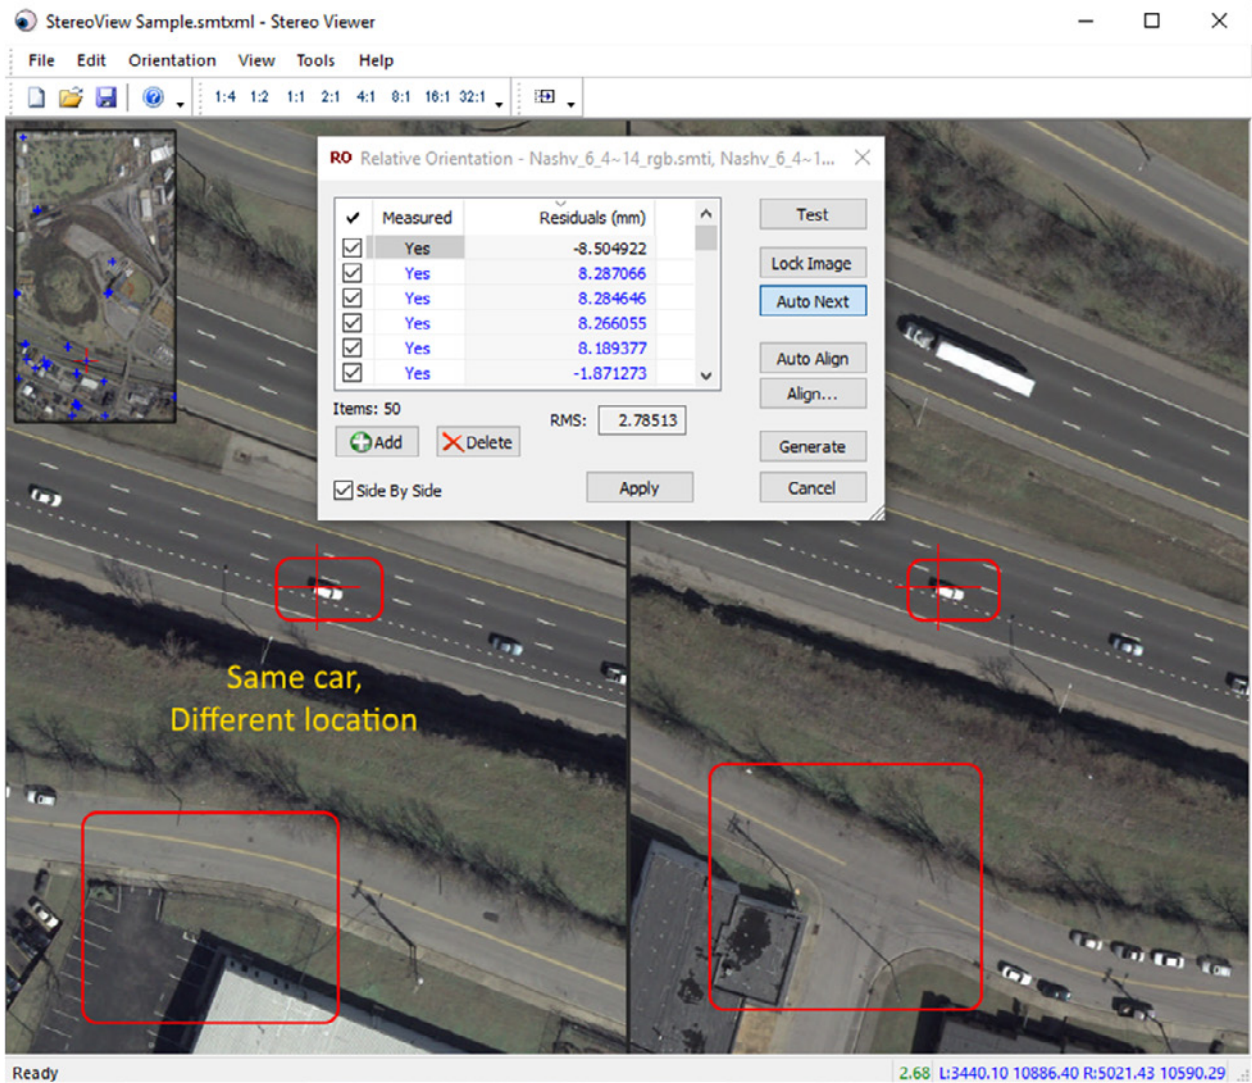 StereoView Sample.smtxml - Stereo Viewer
File Edit Orientation View Tools Help
1:4 1:2 1:1 2:1 4:1 8:1 16:1 32:1
RO Relative Orientation - Nashv_6_4~14_rgb.smti, Nashv_6_4~1...
Measured Residuals (mm)
Yes -8.504922
Yes 8.287066
Yes 8.284646
Yes 8.266055
Yes 8.189377
Yes -1.871273
Items: 50
RMS: 2.78513
Add Delete
Side By Side
Apply
Test
Lock Image
Auto Next
Auto Align
Align...
Generate
Cancel
Same car,
Different location
Ready
2.68 L:3440.10 10886.40 R:5021.43 10590.29